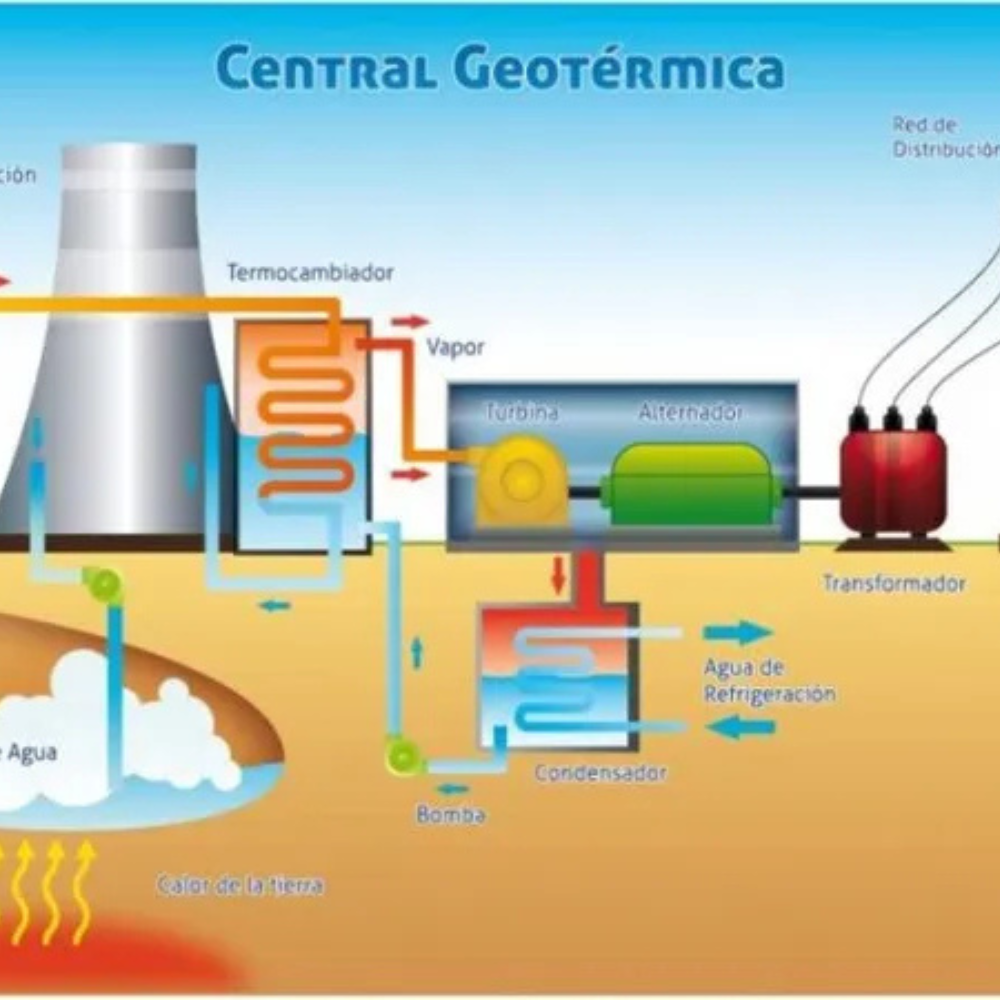 Central Geotérmica
Red de
Distribución
ción
Termocambiador
Vapor
Turbina
Alternador
Transformador
Agua de
Refrigeración
Agua
Condensador
Bomba
Calor de la tierra